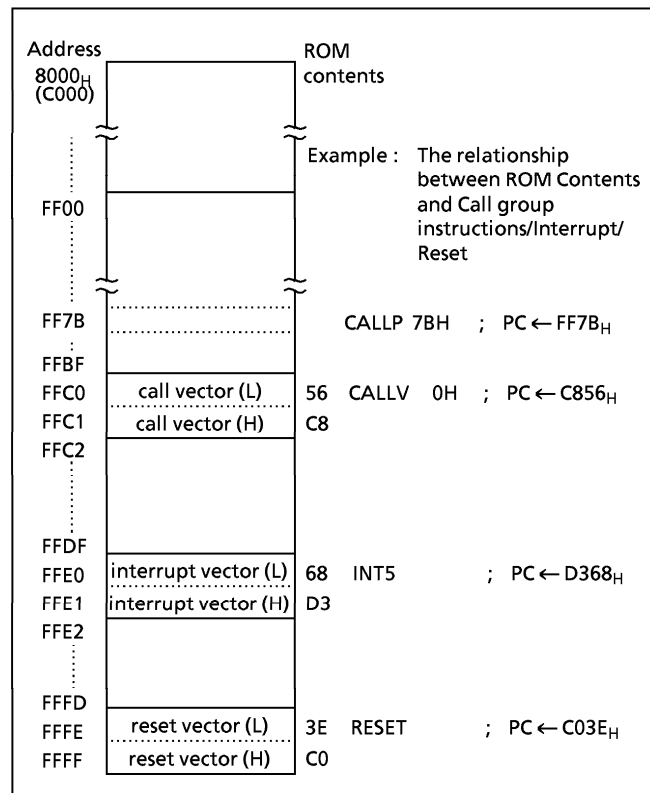 Address
ROM contents
8000H
(C000)
Example : The relationship
between ROM Contents
and Call group
instructions/Interrupt/
Reset
FF00
FF7B CALLP 7BH ; PC ← FF7BH
FFBF
FFC0 call vector (L) 56 CALLV 0H ; PC ← C856H
FFC1 call vector (H) C8
FFC2
FFDF
FFE0 interrupt vector (L) 68 INT5 ; PC ← D368H
FFE1 interrupt vector (H) D3
FFE2
FFFD
FFFE reset vector (L) 3E RESET ; PC ← C03EH
FFFF reset vector (H) C0